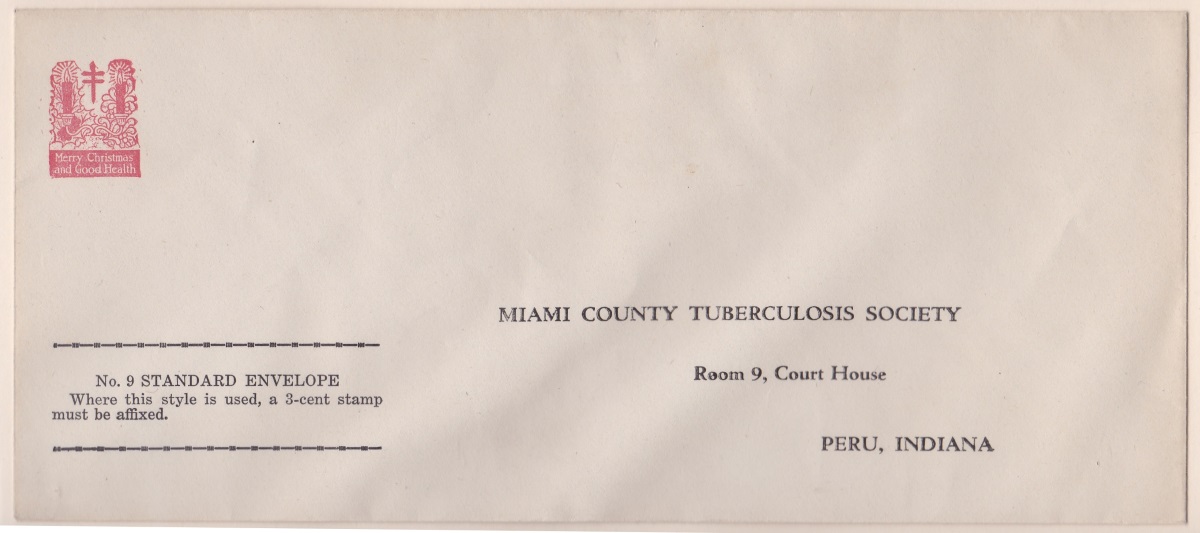 Merry Christmas
and Good Health
MIAMI COUNTY TUBERCULOSIS SOCIETY
Room 9, Court House
PERU, INDIANA
No. 9 STANDARD ENVELOPE
Where this style is used, a 3-cent stamp
must be affixed.